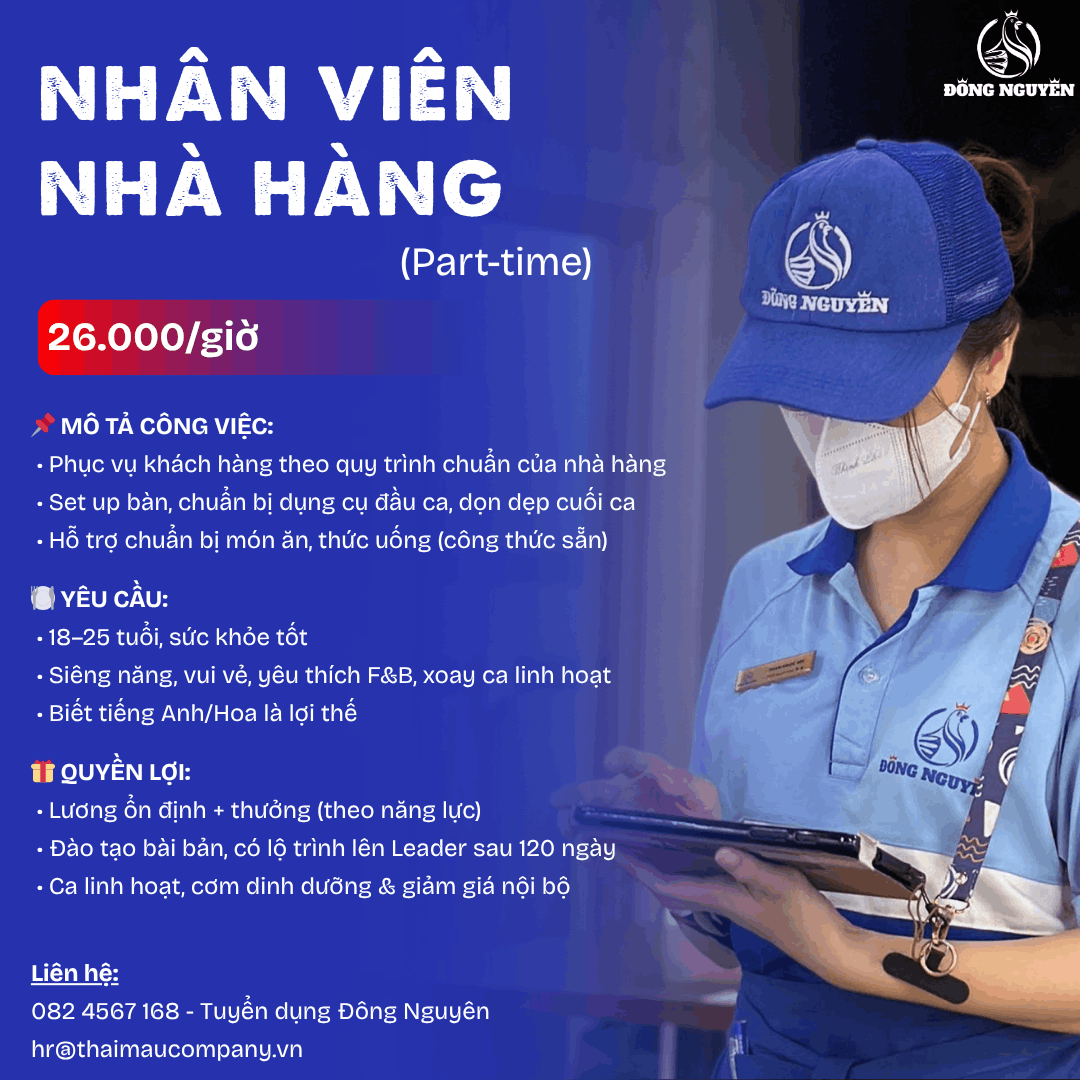 ĐÔNG NGUYÊN
NHÂN VIÊN
NHÀ HÀNG
(Part-time)
26.000/giờ
📌 MÔ TẢ CÔNG VIỆC:
• Phục vụ khách hàng theo quy trình chuẩn của nhà hàng
• Set up bàn, chuẩn bị dụng cụ đầu ca, dọn dẹp cuối ca
• Hỗ trợ chuẩn bị món ăn, thức uống (công thức sẵn)
🍽️ YÊU CẦU:
• 18–25 tuổi, sức khỏe tốt
• Siêng năng, vui vẻ, yêu thích F&B, xoay ca linh hoạt
• Biết tiếng Anh/Hoa là lợi thế
🎁 QUYỀN LỢI:
• Lương ổn định + thưởng (theo năng lực)
• Đào tạo bài bản, có lộ trình lên Leader sau 120 ngày
• Ca linh hoạt, cơm dinh dưỡng & giảm giá nội bộ
Liên hệ:
082 4567 168 - Tuyển dụng Đông Nguyên
hr@thaimaucompany.vn
ĐÔNG NGUYÊN
ĐÔNG NGUYÊN